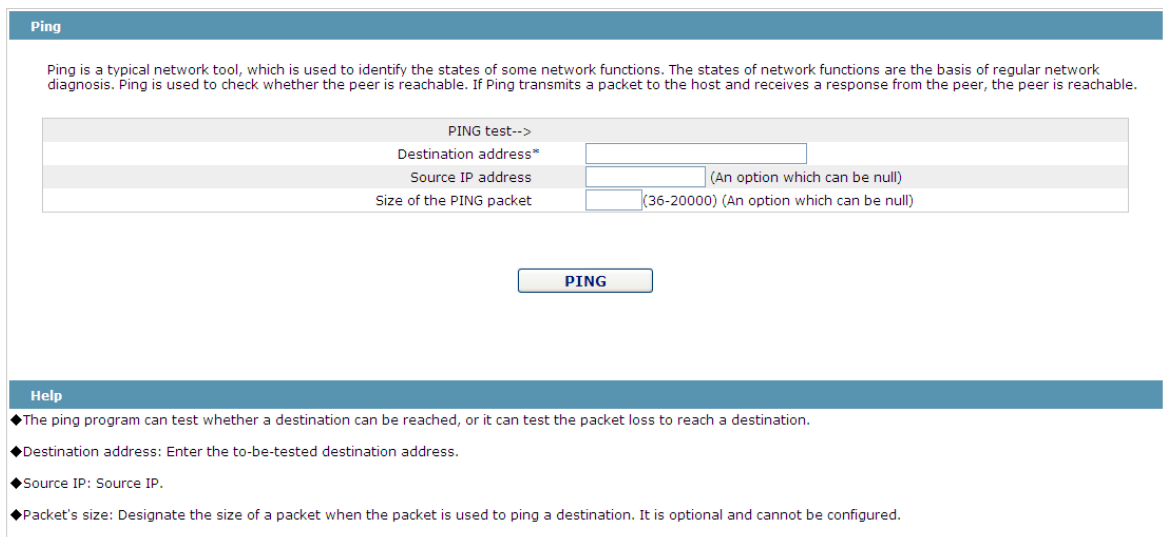 Ping
Ping is a typical network tool, which is used to identify the states of some network functions. The states of network functions are the basis of regular network
diagnosis. Ping is used to check whether the peer is reachable. If Ping transmits a packet to the host and receives a response from the peer, the peer is reachable.
PING test-->
Destination address*
Source IP address (An option which can be null)
Size of the PING packet (36-20000) (An option which can be null)
PING
Help
◆The ping program can test whether a destination can be reached, or it can test the packet loss to reach a destination.
◆Destination address: Enter the to-be-tested destination address.
◆Source IP: Source IP.
◆Packet's size: Designate the size of a packet when the packet is used to ping a destination. It is optional and cannot be configured.